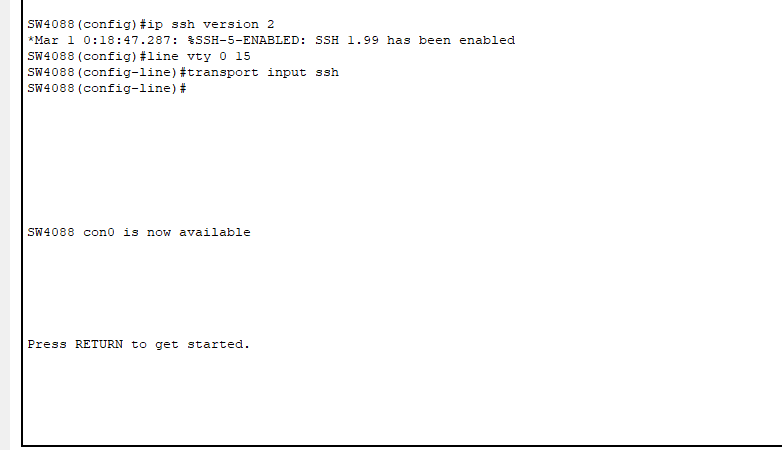 SW4088(config)#ip ssh version 2
*Mar 1 0:18:47.287: %SSH-5-ENABLED: SSH 1.99 has been enabled
SW4088(config)#line vty 0 15
SW4088(config-line)#transport input ssh
SW4088(config-line)#
SW4088 con0 is now available
Press RETURN to get started.